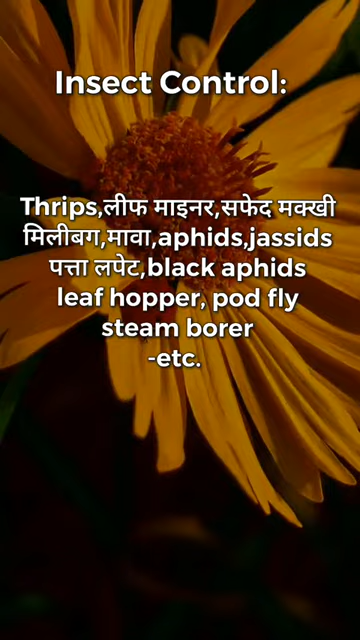 Insect Control:
Thrips,लीफ माइनर,सफेद मक्खी
मिलीबग,मावा,aphids,jassids
पत्ता लपेट,black aphids
leaf hopper, pod fly
steam borer
-etc.